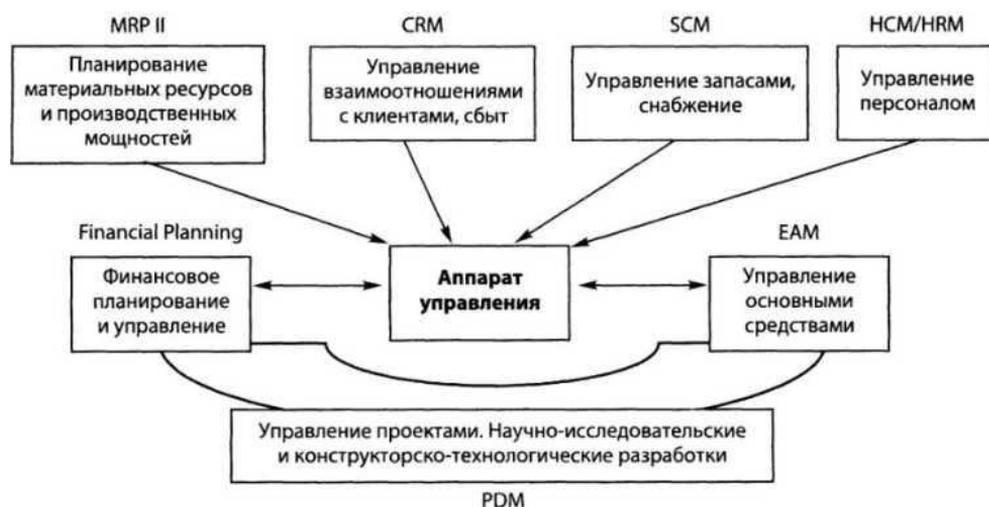 MRP II
Планирование
материальных ресурсов
и производственных
мощностей
CRM
Управление
взаимоотношениями
с клиентами, сбыт
SCM
Управление запасами,
снабжение
HCM/HRM
Управление
персоналом
Financial Planning
Финансовое
планирование
и управление
Аппарат
управления
EAM
Управление
основными
средствами
Управление проектами. Научно-исследовательские
и конструкторско-технологические разработки
PDM